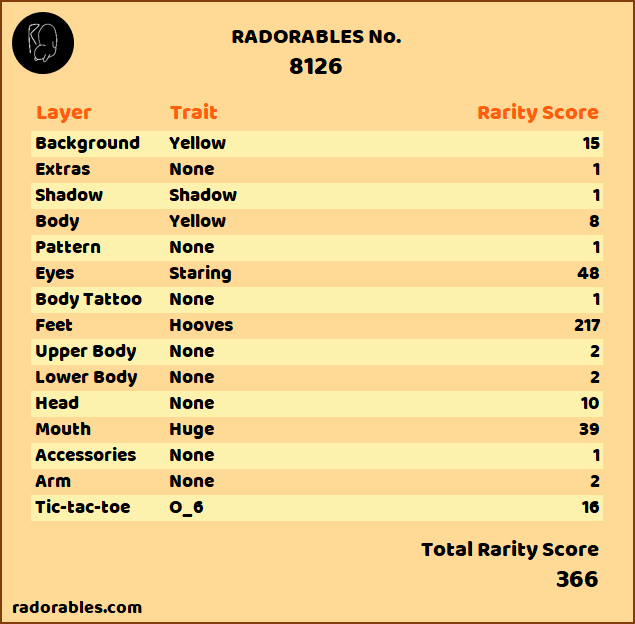 RADORABLES No.
8126
Layer Trait Rarity Score
Background Yellow 15
Extras None 1
Shadow Shadow 1
Body Yellow 8
Pattern None 1
Eyes Staring 48
Body Tattoo None 1
Feet Hooves 217
Upper Body None 2
Lower Body None 2
Head None 10
Mouth Huge 39
Accessories None 1
Arm None 2
Tic-tac-toe O_6 16
Total Rarity Score
366
radorables.com